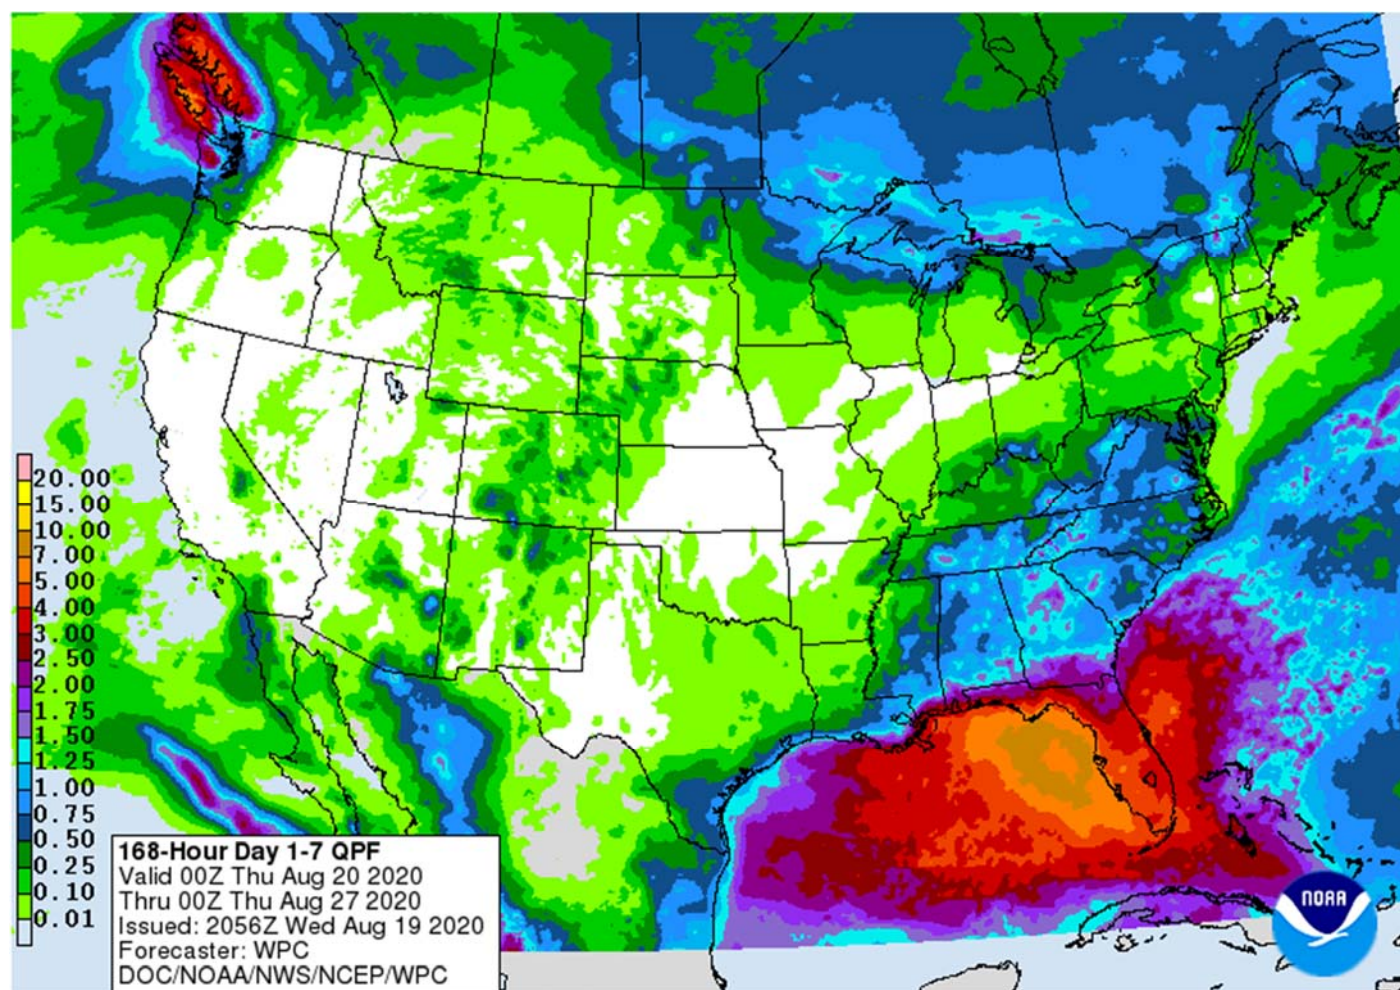 20.00
15.00
10.00
7.00
5.00
4.00
3.00
2.50
2.00
1.75
1.50
1.25
1.00
0.75
0.50
0.25
0.10
0.01
168-Hour Day 1-7 QPF
Valid 00Z Thu Aug 20 2020
Thru 00Z Thu Aug 27 2020
Issued: 2056Z Wed Aug 19 2020
Forecaster: WPC
DOC/NOAA/NWS/NCEP/WPC
NOAA